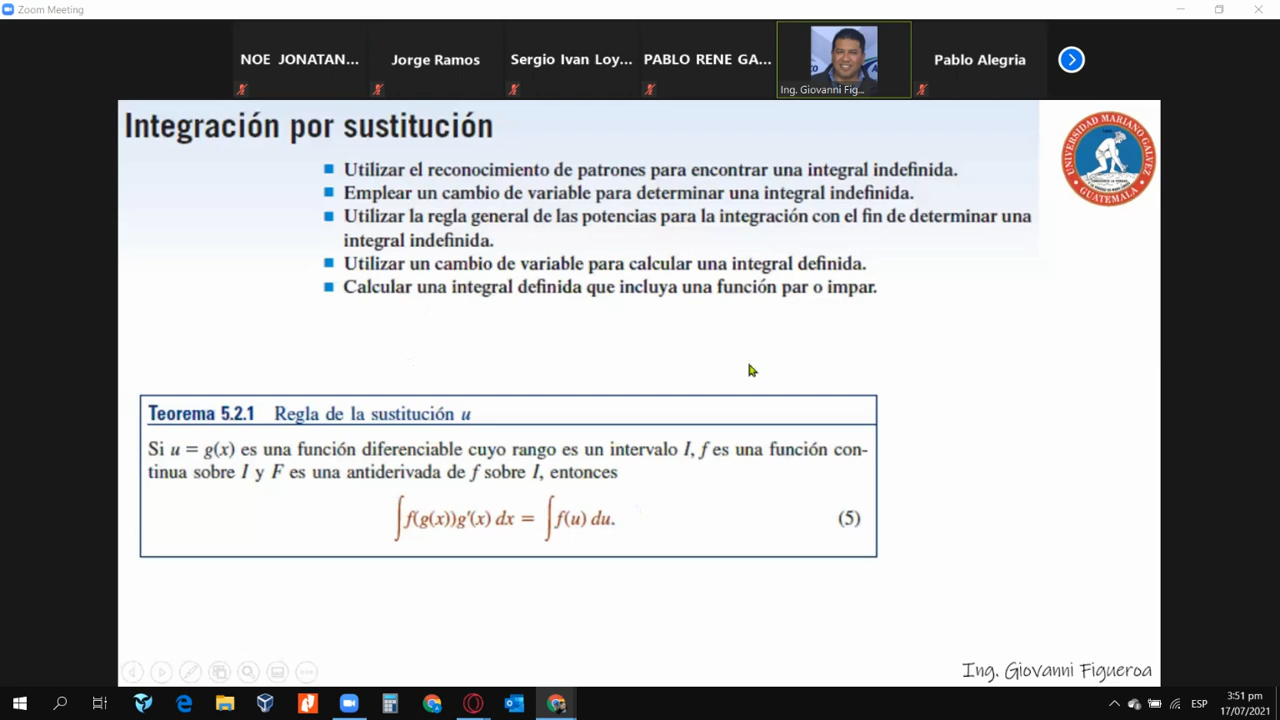 Zoom Meeting
NOE JONATAN...
Jorge Ramos
Sergio Ivan Loy...
PABLO RENE GA...
Ing. Giovanni Fig...
Pablo Alegria
Integración por sustitución
UNIVERSIDAD MARIANO GALVEZ
GUATEMALA
■ Utilizar el reconocimiento de patrones para encontrar una integral indefinida.
■ Emplear un cambio de variable para determinar una integral indefinida.
■ Utilizar la regla general de las potencias para la integración con el fin de determinar una
integral indefinida.
■ Utilizar un cambio de variable para calcular una integral definida.
■ Calcular una integral definida que incluya una función par o impar.
Teorema 5.2.1 Regla de la sustitución u
Si u = g(x) es una función diferenciable cuyo rango es un intervalo I, f es una función con-
tinua sobre I y F es una antiderivada de f sobre I, entonces
∫f(g(x))g′(x) dx = ∫f(u) du. (5)
Ing. Giovanni Figueroa
ESP
3:51 pm
17/07/2021